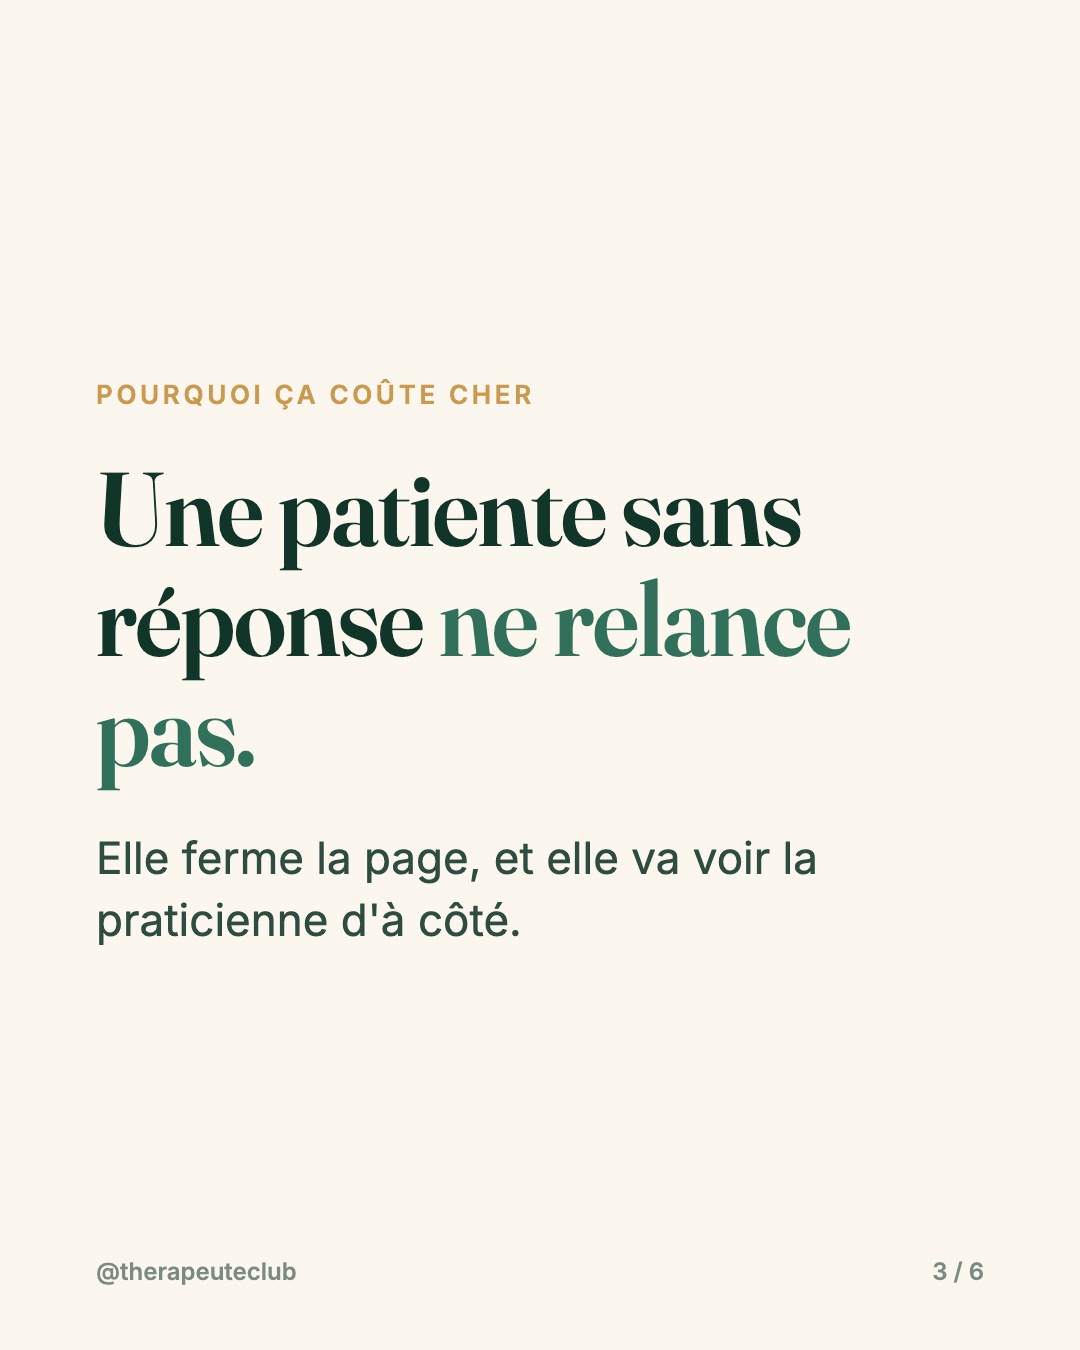 POURQUOI ÇA COÛTE CHER
Une patiente sans
réponse ne relance
pas.
Elle ferme la page, et elle va voir la
praticienne d'à côté.
@therapeuteclub
3 / 6